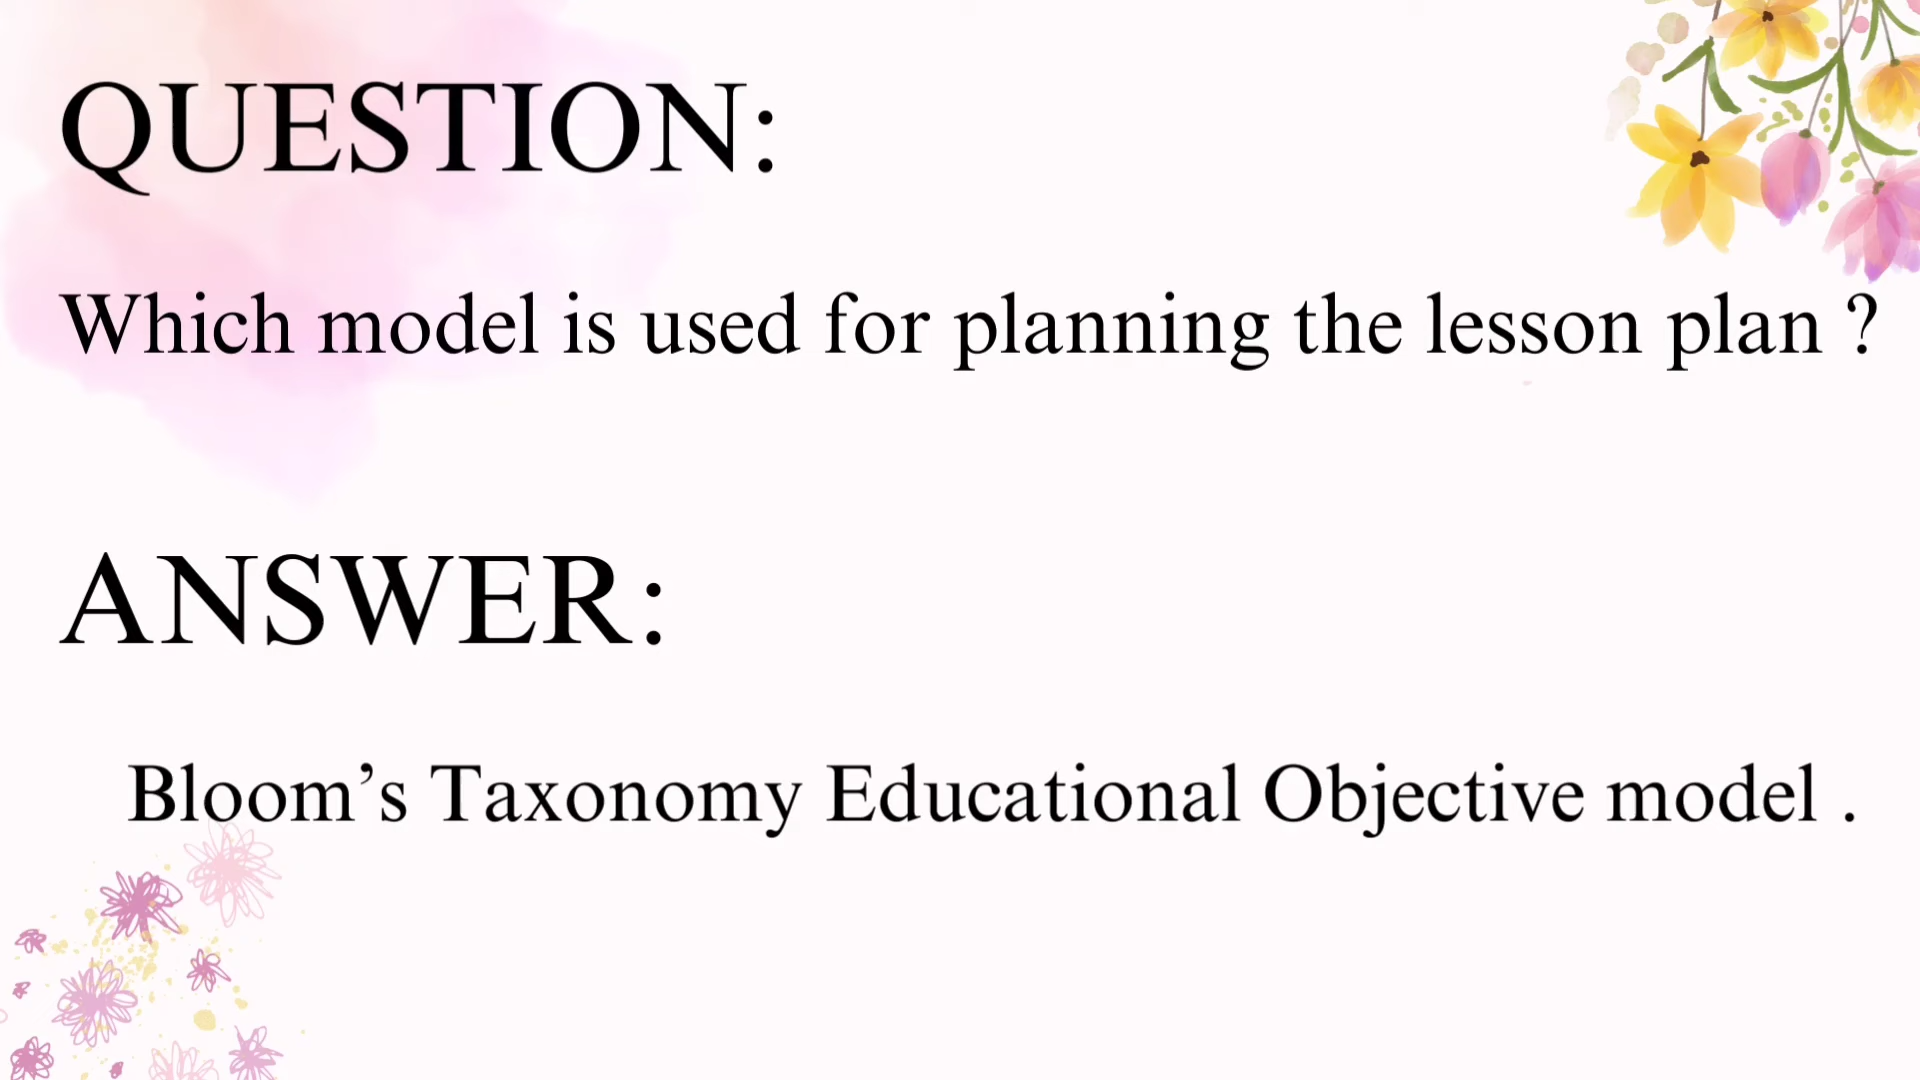 QUESTION:
Which model is used for planning the lesson plan ?
ANSWER:
Bloom’s Taxonomy Educational Objective model .